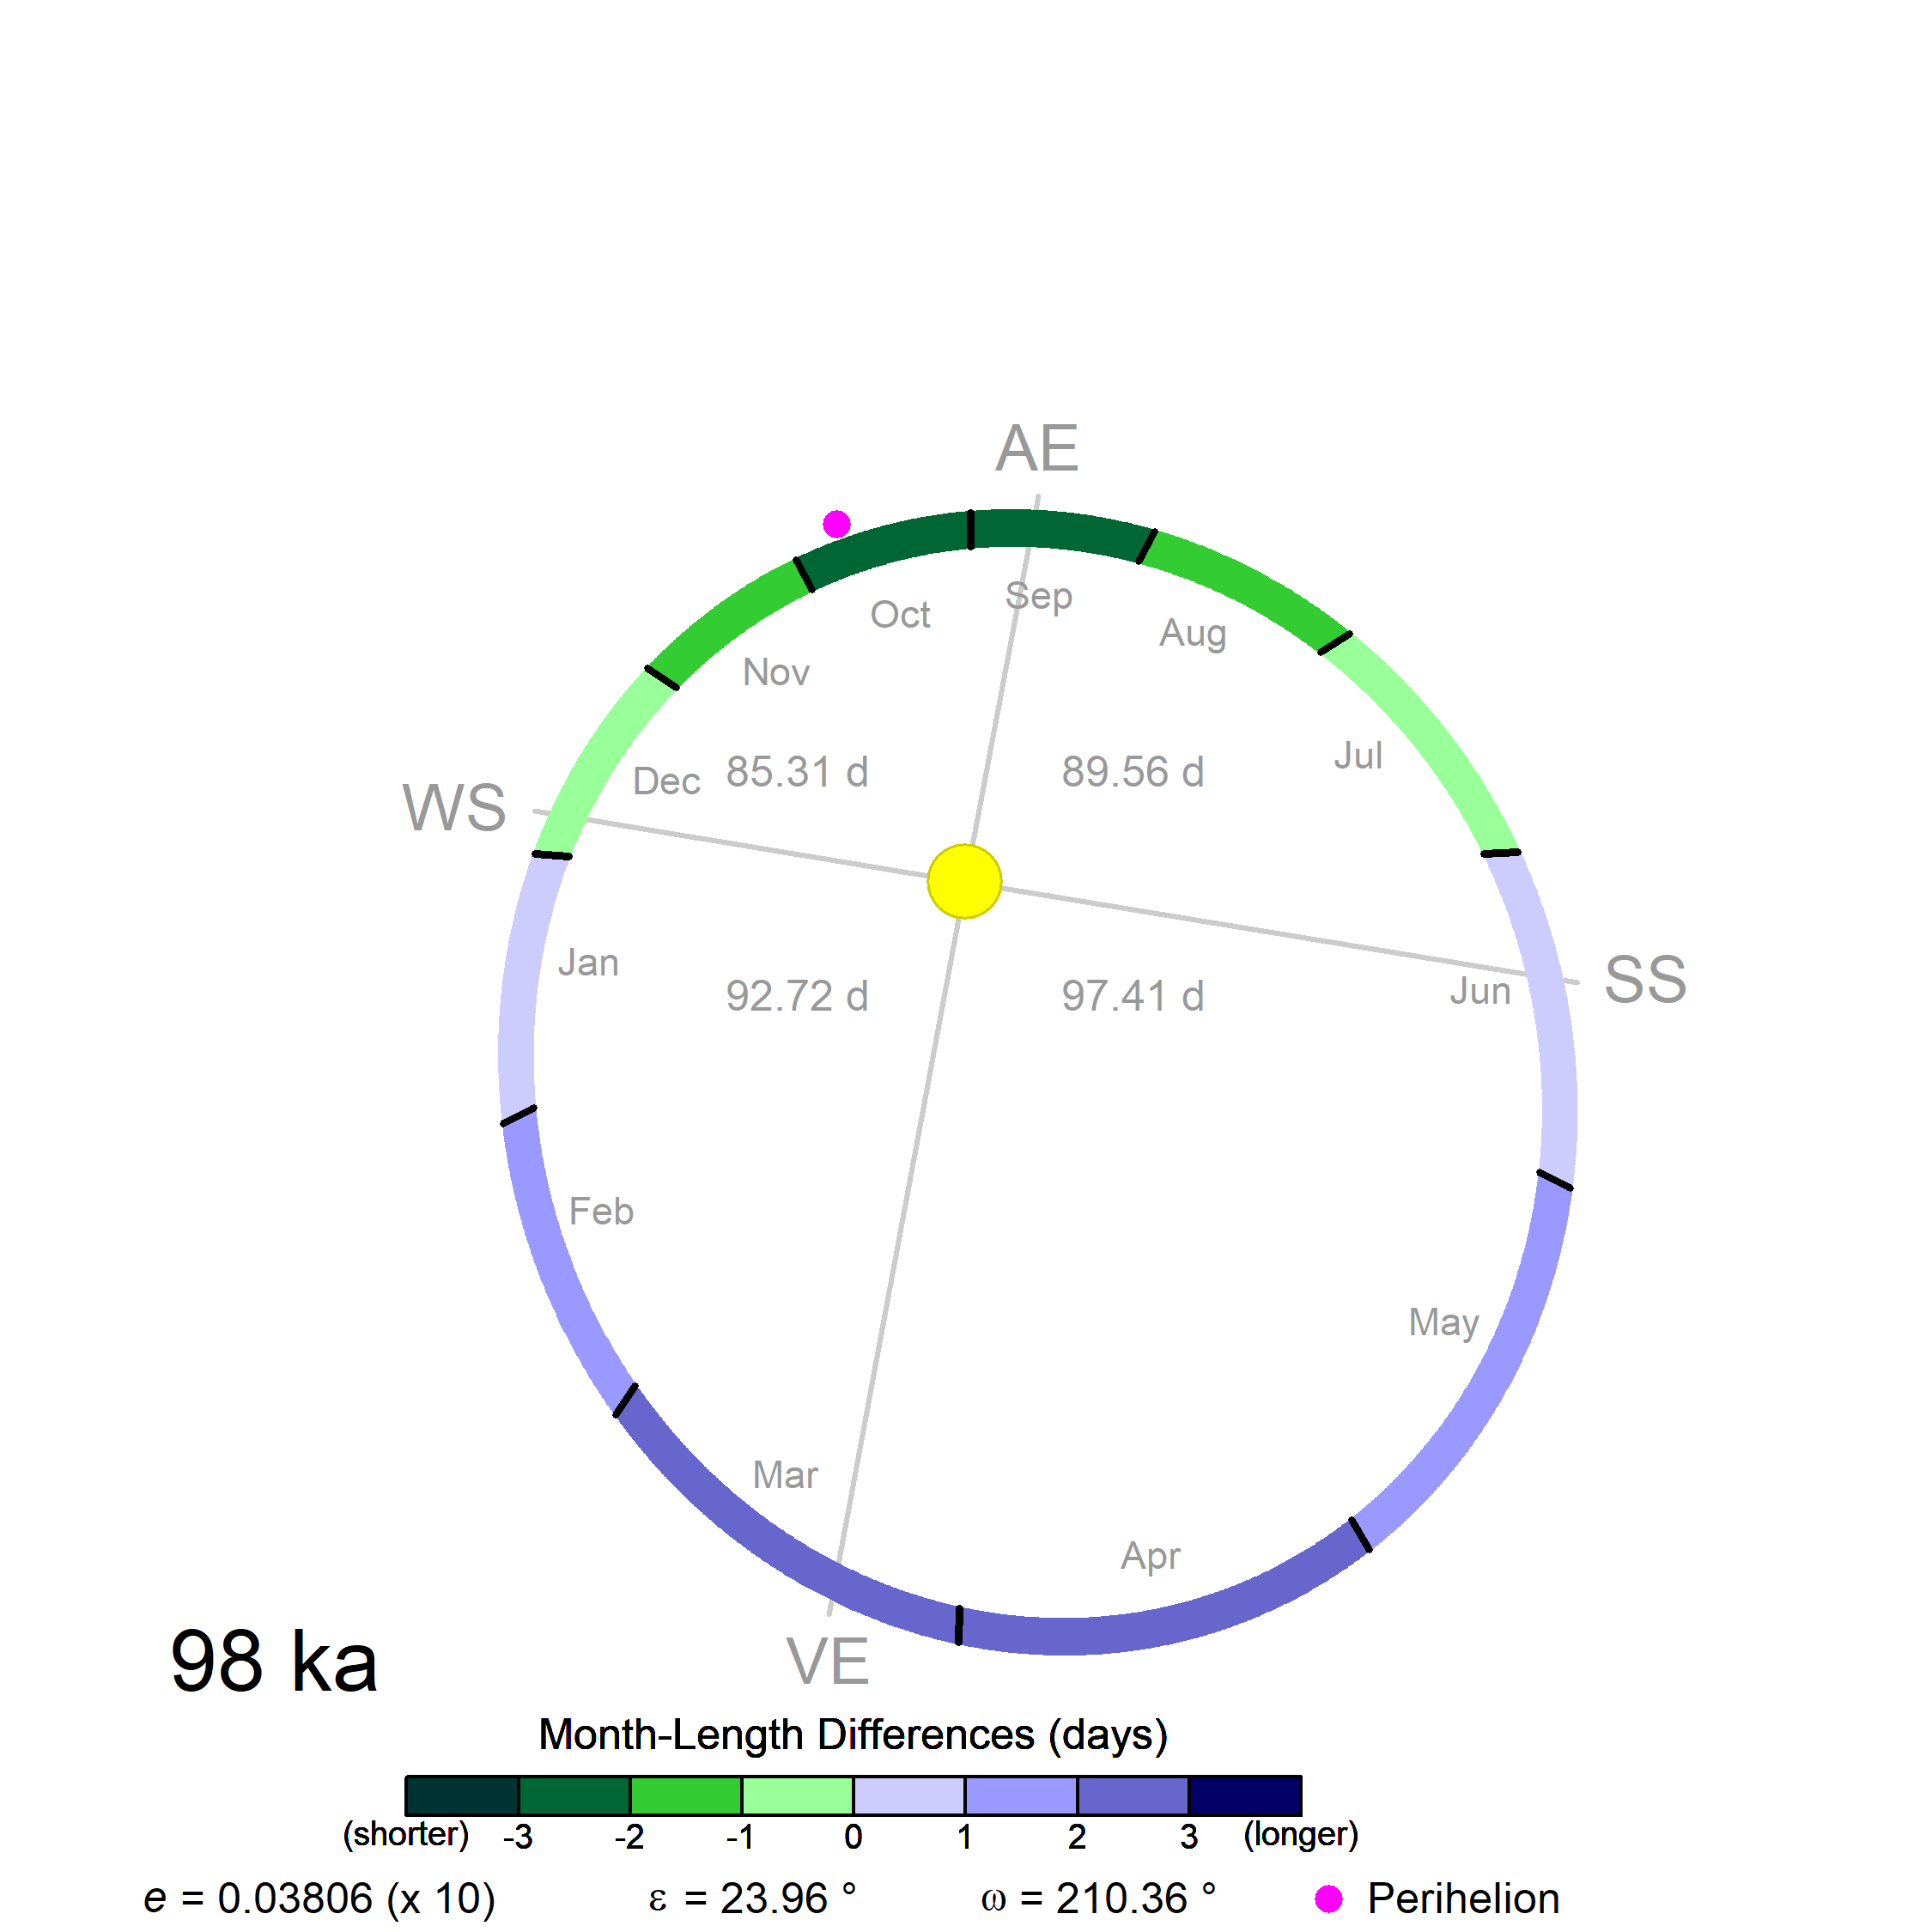 AE
Sep
Oct
Aug
Nov
Jul
85.31 d
89.56 d
Dec
WS
Jan
SS
Jun
92.72 d
97.41 d
Feb
May
Mar
Apr
VE
98 ka
Month-Length Differences (days)
(shorter) -3 -2 -1 0 1 2 3 (longer)
e = 0.03806 (x 10) ε = 23.96 ° ω = 210.36 ° Perihelion